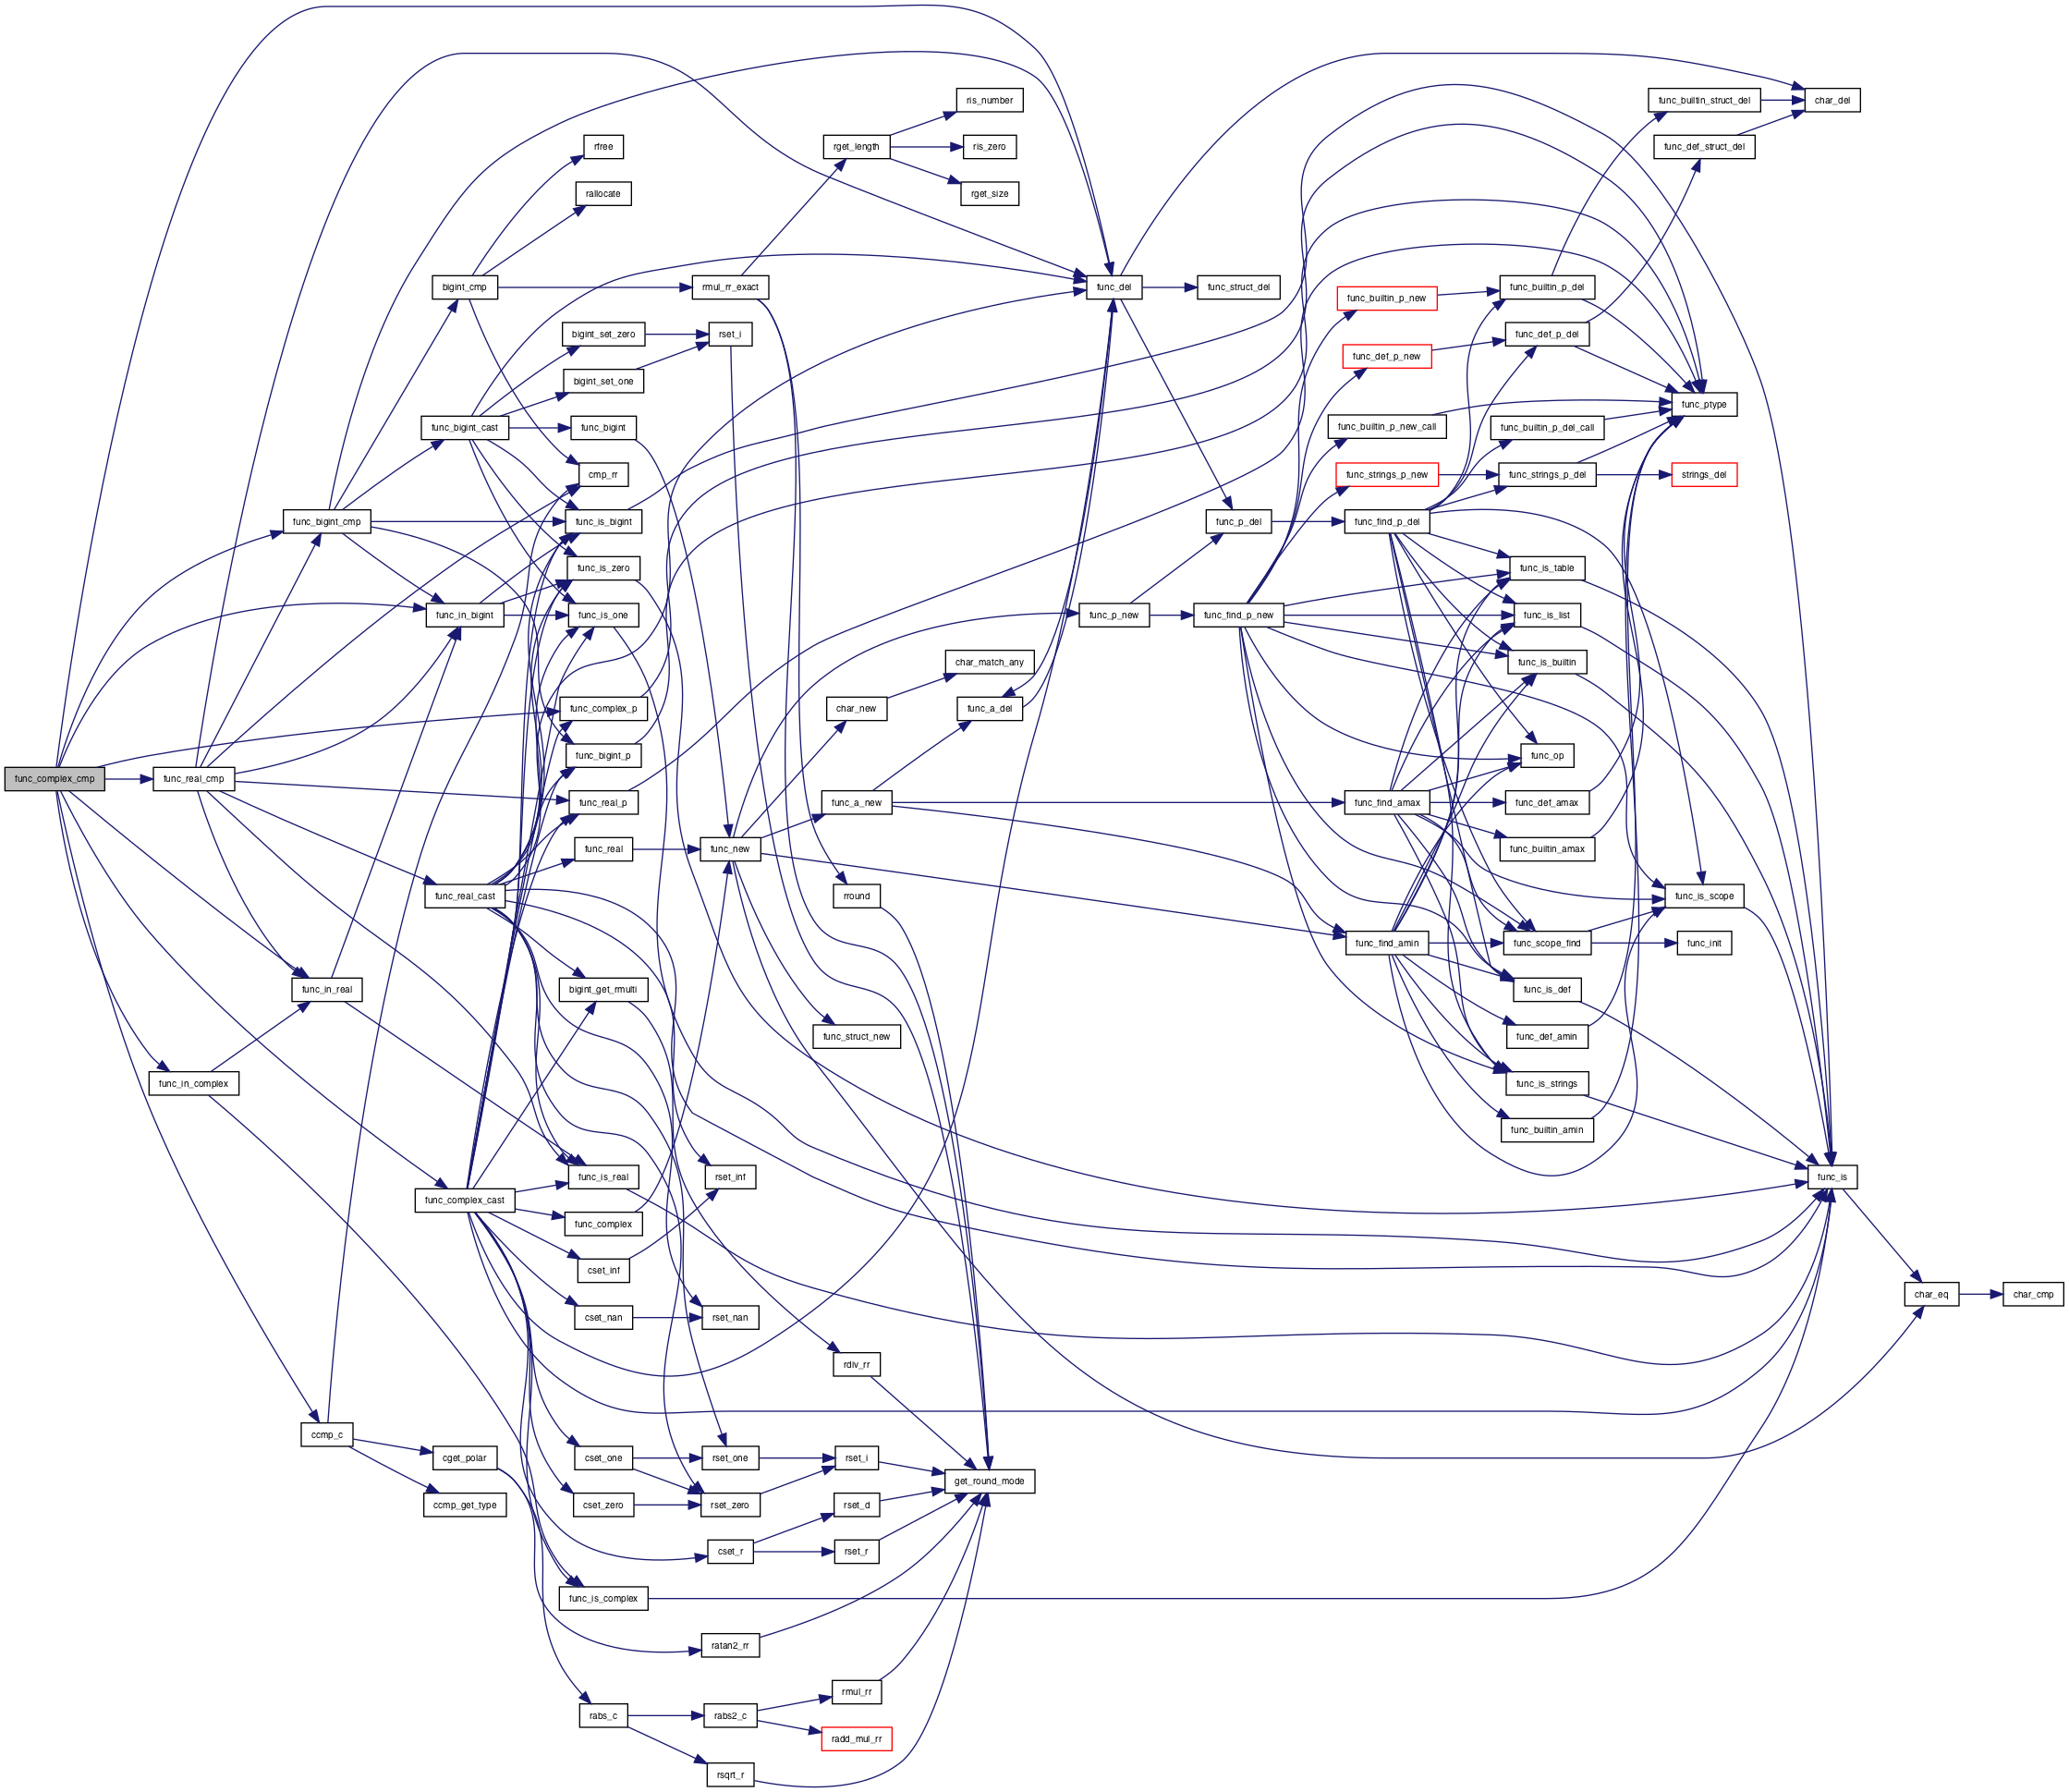 func_complex_cmp
func_real_cmp
func_bigint_cmp
func_in_real
func_in_complex
ccmp_c
bigint_cmp
func_bigint_cast
func_in_bigint
func_real_cast
func_complex_cast
cget_polar
ccmp_get_type
rfree
rallocate
bigint_set_zero
bigint_set_one
func_bigint
cmp_rr
func_is_bigint
func_is_zero
func_is_one
func_complex_p
func_bigint_p
func_real_p
func_real
bigint_get_rmulti
func_is_real
func_complex
cset_inf
cset_nan
cset_one
cset_zero
func_is_complex
rabs_c
rmul_rr_exact
rset_i
func_new
rset_inf
rset_nan
rset_one
rset_zero
cset_r
ratan2_rr
rabs2_c
rsqrt_r
rget_length
char_new
func_a_new
rround
func_struct_new
rdiv_rr
rset_i
rset_d
rset_r
rmul_rr
radd_mul_rr
ris_number
ris_zero
rget_size
char_match_any
func_a_del
get_round_mode
func_del
func_p_new
func_struct_del
func_p_del
func_find_p_new
func_builtin_p_new
func_def_p_new
func_builtin_p_new_call
func_strings_p_new
func_find_p_del
func_find_amax
func_find_amin
func_builtin_p_del
func_def_p_del
func_builtin_p_del_call
func_strings_p_del
func_is_table
func_is_list
func_is_builtin
func_op
func_def_amax
func_builtin_amax
func_scope_find
func_is_def
func_def_amin
func_is_strings
func_builtin_amin
func_builtin_struct_del
func_def_struct_del
func_ptype
strings_del
func_is_scope
func_init
char_del
func_is
char_eq
char_cmp